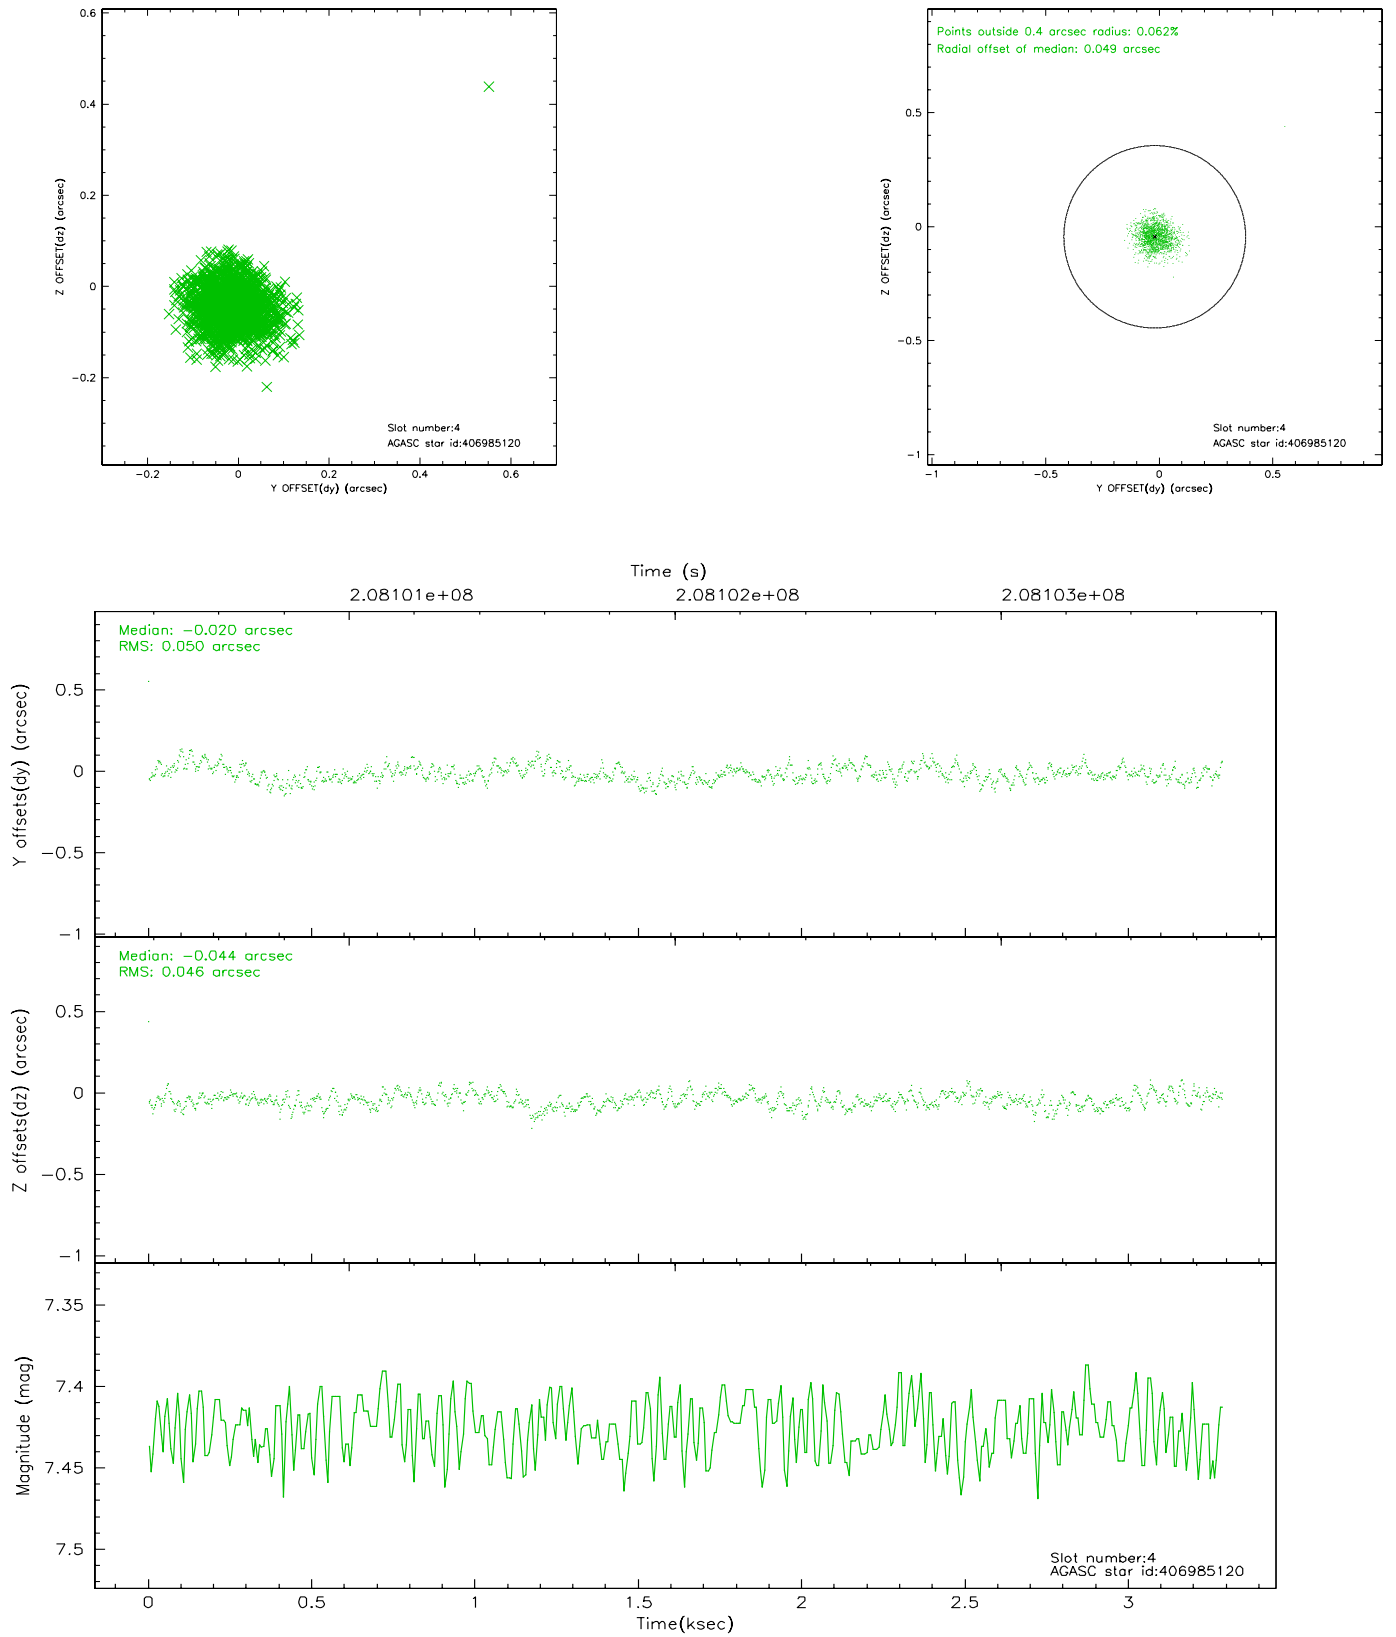 0.6
0.4
0.2
0
−0.2
Z OFFSET(dz) (arcsec)
Slot number:4
AGASC star id:406985120
−0.2 0 0.2 0.4 0.6
Y OFFSET(dy) (arcsec)
Points outside 0.4 arcsec radius: 0.062%
Radial offset of median: 0.049 arcsec
0.5
0
−0.5
−1
Z OFFSET(dz) (arcsec)
Slot number:4
AGASC star id:406985120
−1 −0.5 0 0.5
Y OFFSET(dy) (arcsec)
Time (s)
2.08101e+08 2.08102e+08 2.08103e+08
Median: −0.020 arcsec
RMS: 0.050 arcsec
0.5
0
−0.5
−1
Y offsets(dy) (arcsec)
Median: −0.044 arcsec
RMS: 0.046 arcsec
0.5
0
−0.5
−1
Z offsets(dz) (arcsec)
7.35
7.4
7.45
7.5
Magnitude (mag)
Slot number:4
AGASC star id:406985120
0 0.5 1 1.5 2 2.5 3
Time(ksec)